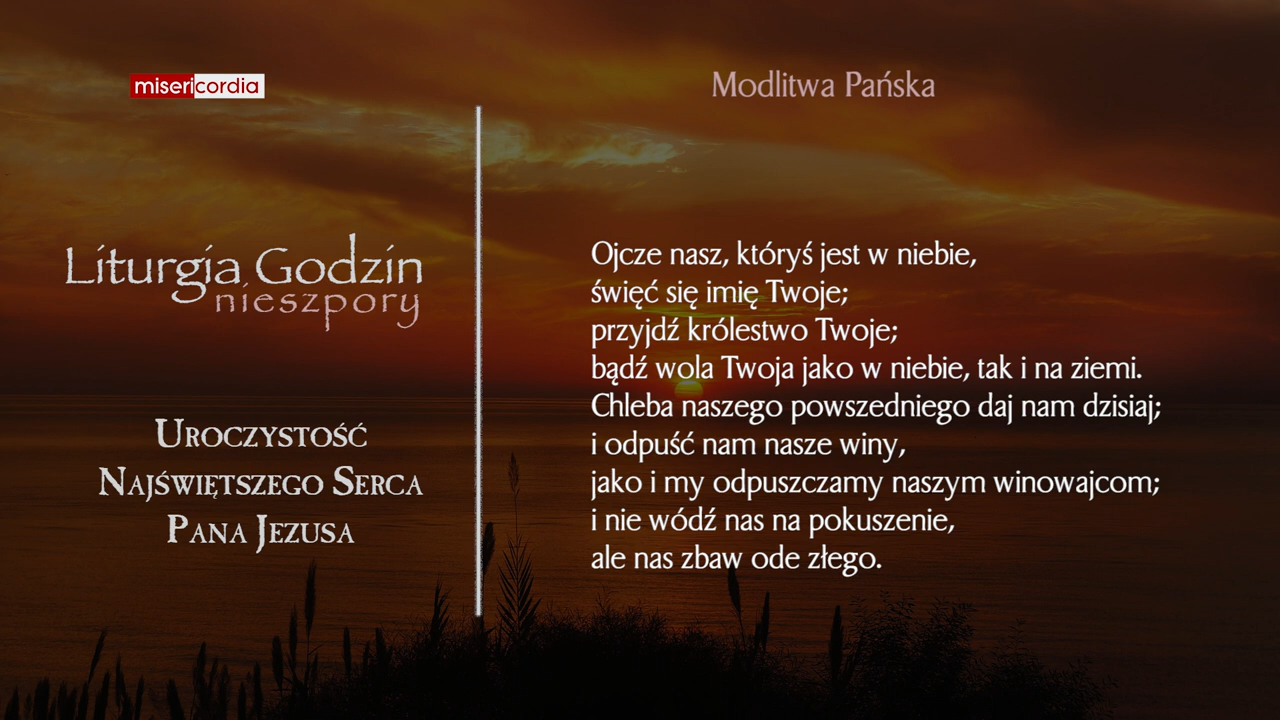 misericordia
Liturgia Godzin
nieszpory
Uroczystość
Najświętszego Serca
Pana Jezusa
Modlitwa Pańska
Ojcze nasz, któryś jest w niebie,
święć się imię Twoje;
przyjdź królestwo Twoje;
bądź wola Twoja jako w niebie, tak i na ziemi.
Chleba naszego powszedniego daj nam dzisiaj;
i odpuść nam nasze winy,
jako i my odpuszczamy naszym winowajcom;
i nie wódź nas na pokuszenie,
ale nas zbaw ode złego.